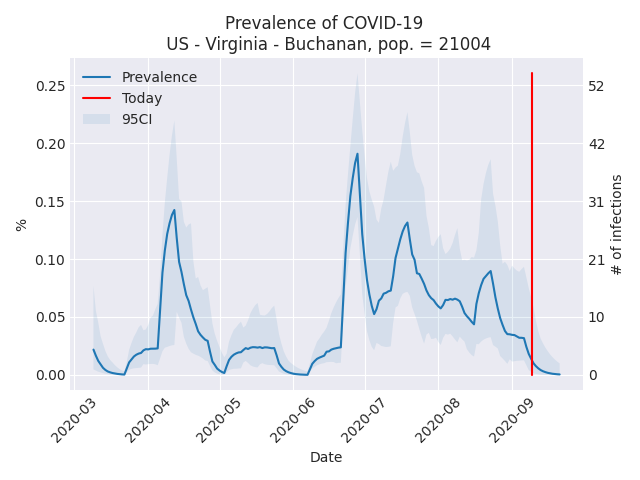 Prevalence of COVID-19
US - Virginia - Buchanan, pop. = 21004
Prevalence
Today
95CI
0.25
0.20
0.15
0.10
0.05
0.00
%
52
42
31
21
10
0
# of infections
2020-03
2020-04
2020-05
2020-06
2020-07
2020-08
2020-09
Date